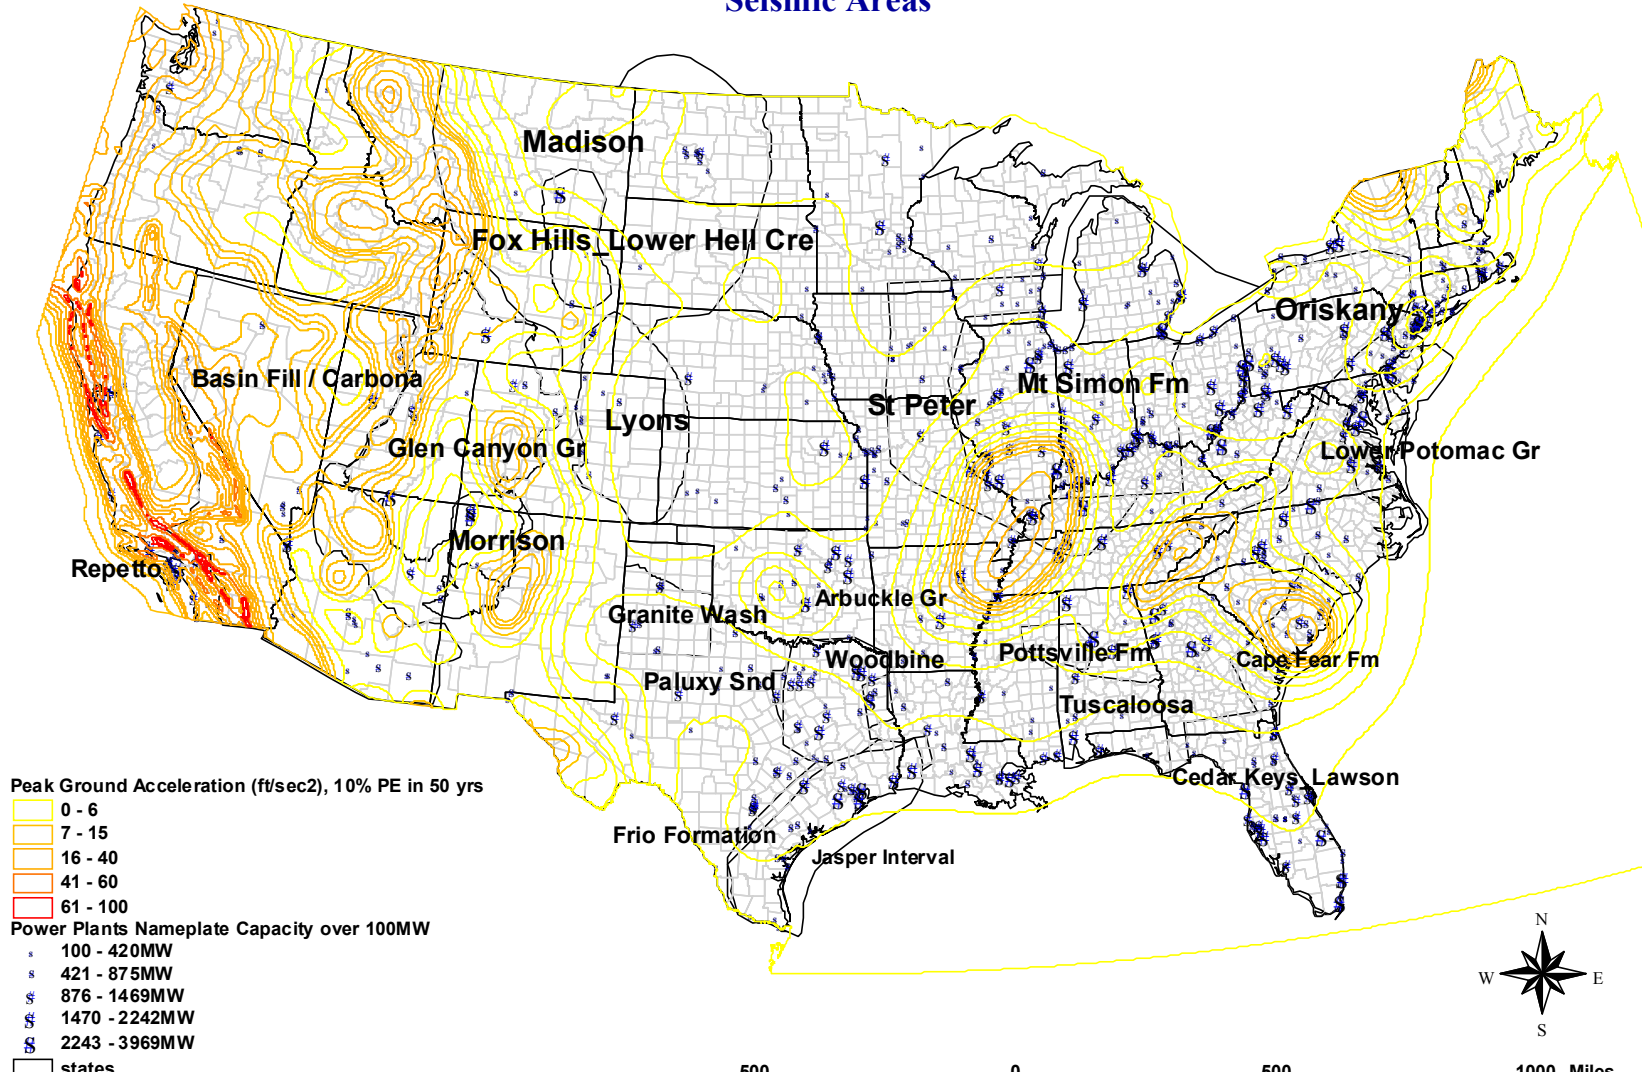 Seismic Areas
Madison
Fox Hills_Lower Hell Cre
Oriskany
Basin Fill / Carbona
Mt Simon Fm
St Peter
Lyons
Glen Canyon Gr
Lower Potomac Gr
Morrison
Repetto
Arbuckle Gr
Granite Wash
Woodbine
Pottsville Fm
Cape Fear Fm
Paluxy Snd
Tuscaloosa
Cedar Keys_Lawson
Frio Formation
Jasper Interval
Peak Ground Acceleration (ft/sec2), 10% PE in 50 yrs
0 - 6
7 - 15
16 - 40
41 - 60
61 - 100
Power Plants Nameplate Capacity over 100MW
100 - 420MW
421 - 875MW
876 - 1469MW
1470 - 2242MW
2243 - 3969MW
states
N
W E
S
500 0 500 1000 Miles